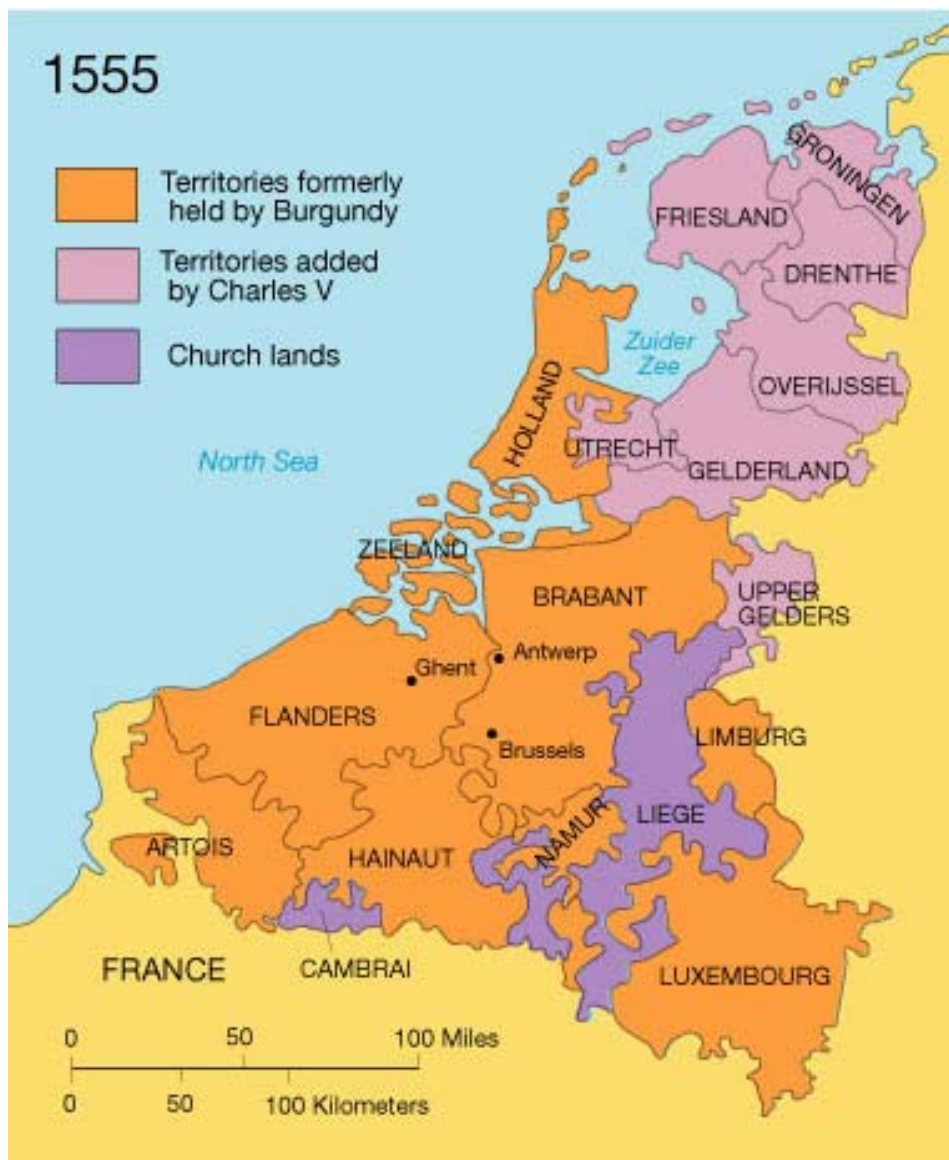 1555
Territories formerly
held by Burgundy
Territories added
by Charles V
Church lands
GRONINGEN
FRIESLAND
DRENTHE
Zuider
Zee
OVERIJSSEL
HOLLAND
UTRECHT
North Sea
GELDERLAND
ZEELAND
BRABANT
UPPER
GELDERS
Antwerp
Ghent
FLANDERS
LIMBURG
Brussels
LIEGE
NAMUR
ARTOIS
HAINAUT
FRANCE
CAMBRAI
LUXEMBOURG
0 50 100 Miles
0 50 100 Kilometers